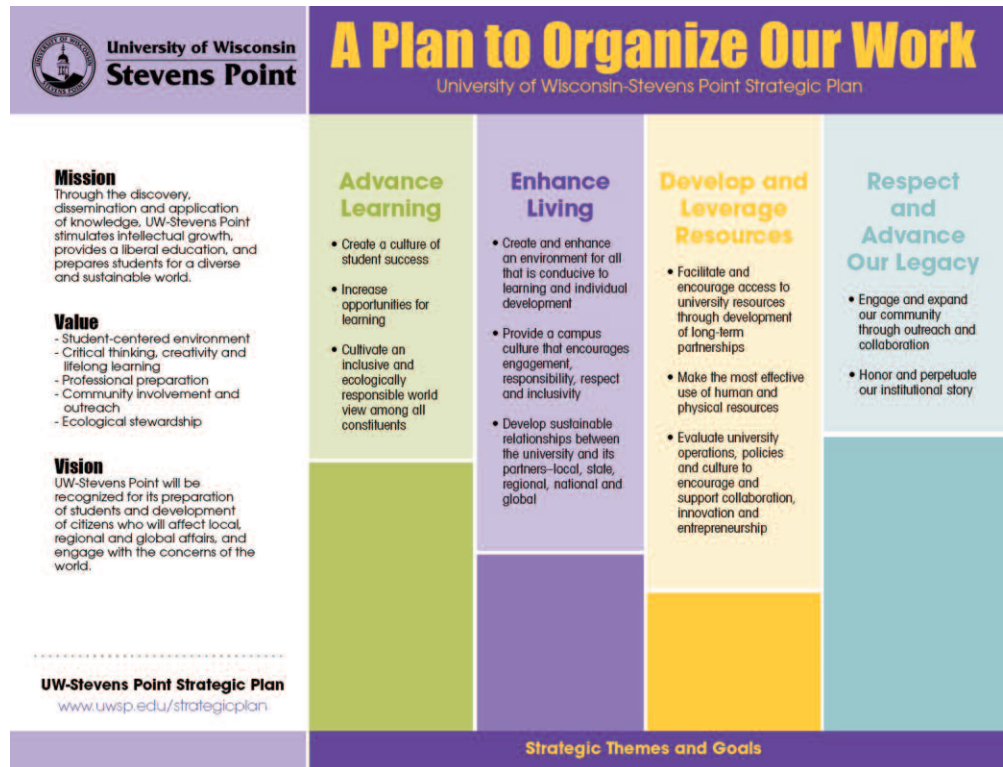 University of Wisconsin
Stevens Point
A Plan to Organize Our Work
University of Wisconsin-Stevens Point Strategic Plan
Mission
Through the discovery,
dissemination and application
of knowledge, UW-Stevens Point
stimulates intellectual growth,
provides a liberal education, and
prepares students for a diverse
and sustainable world.
Value
- Student-centered environment
- Critical thinking, creativity and
lifelong learning
- Professional preparation
- Community involvement and
outreach
- Ecological stewardship
Vision
UW-Stevens Point will be
recognized for its preparation
of students and development
of citizens who will affect local,
regional and global affairs, and
engage with the concerns of the
world.
UW-Stevens Point Strategic Plan
www.uwsp.edu/strategicplan
Advance
Learning
• Create a culture of
student success
• Increase
opportunities for
learning
• Cultivate an
inclusive and
ecologically
responsible world
view among all
constituents
Enhance
Living
• Create and enhance
an environment for all
that is conducive to
learning and individual
development
• Provide a campus
culture that encourages
engagement,
responsibility, respect
and inclusivity
• Develop sustainable
relationships between
the university and its
partners–local, state,
regional, national and
global
Develop and
Leverage
Resources
• Facilitate and
encourage access to
university resources
through development
of long-term
partnerships
• Make the most effective
use of human and
physical resources
• Evaluate university
operations, policies
and culture to
encourage and
support collaboration,
innovation and
entrepreneurship
Respect
and
Advance
Our Legacy
• Engage and expand
our community
through outreach and
collaboration
• Honor and perpetuate
our institutional story
Strategic Themes and Goals